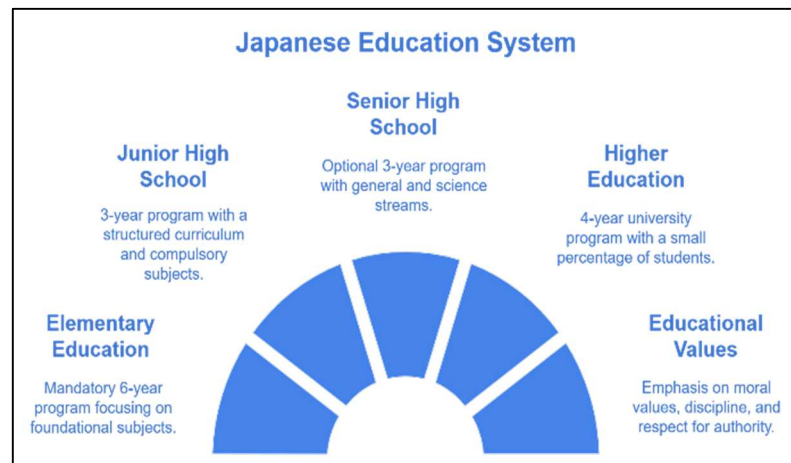 Japanese Education System
Senior High
School
Optional 3-year program
with general and science
streams.
Junior High
School
3-year program with a
structured curriculum
and compulsory
subjects.
Higher
Education
4-year university
program with a small
percentage of students.
Elementary
Education
Mandatory 6-year
program focusing on
foundational subjects.
Educational
Values
Emphasis on moral
values, discipline, and
respect for authority.